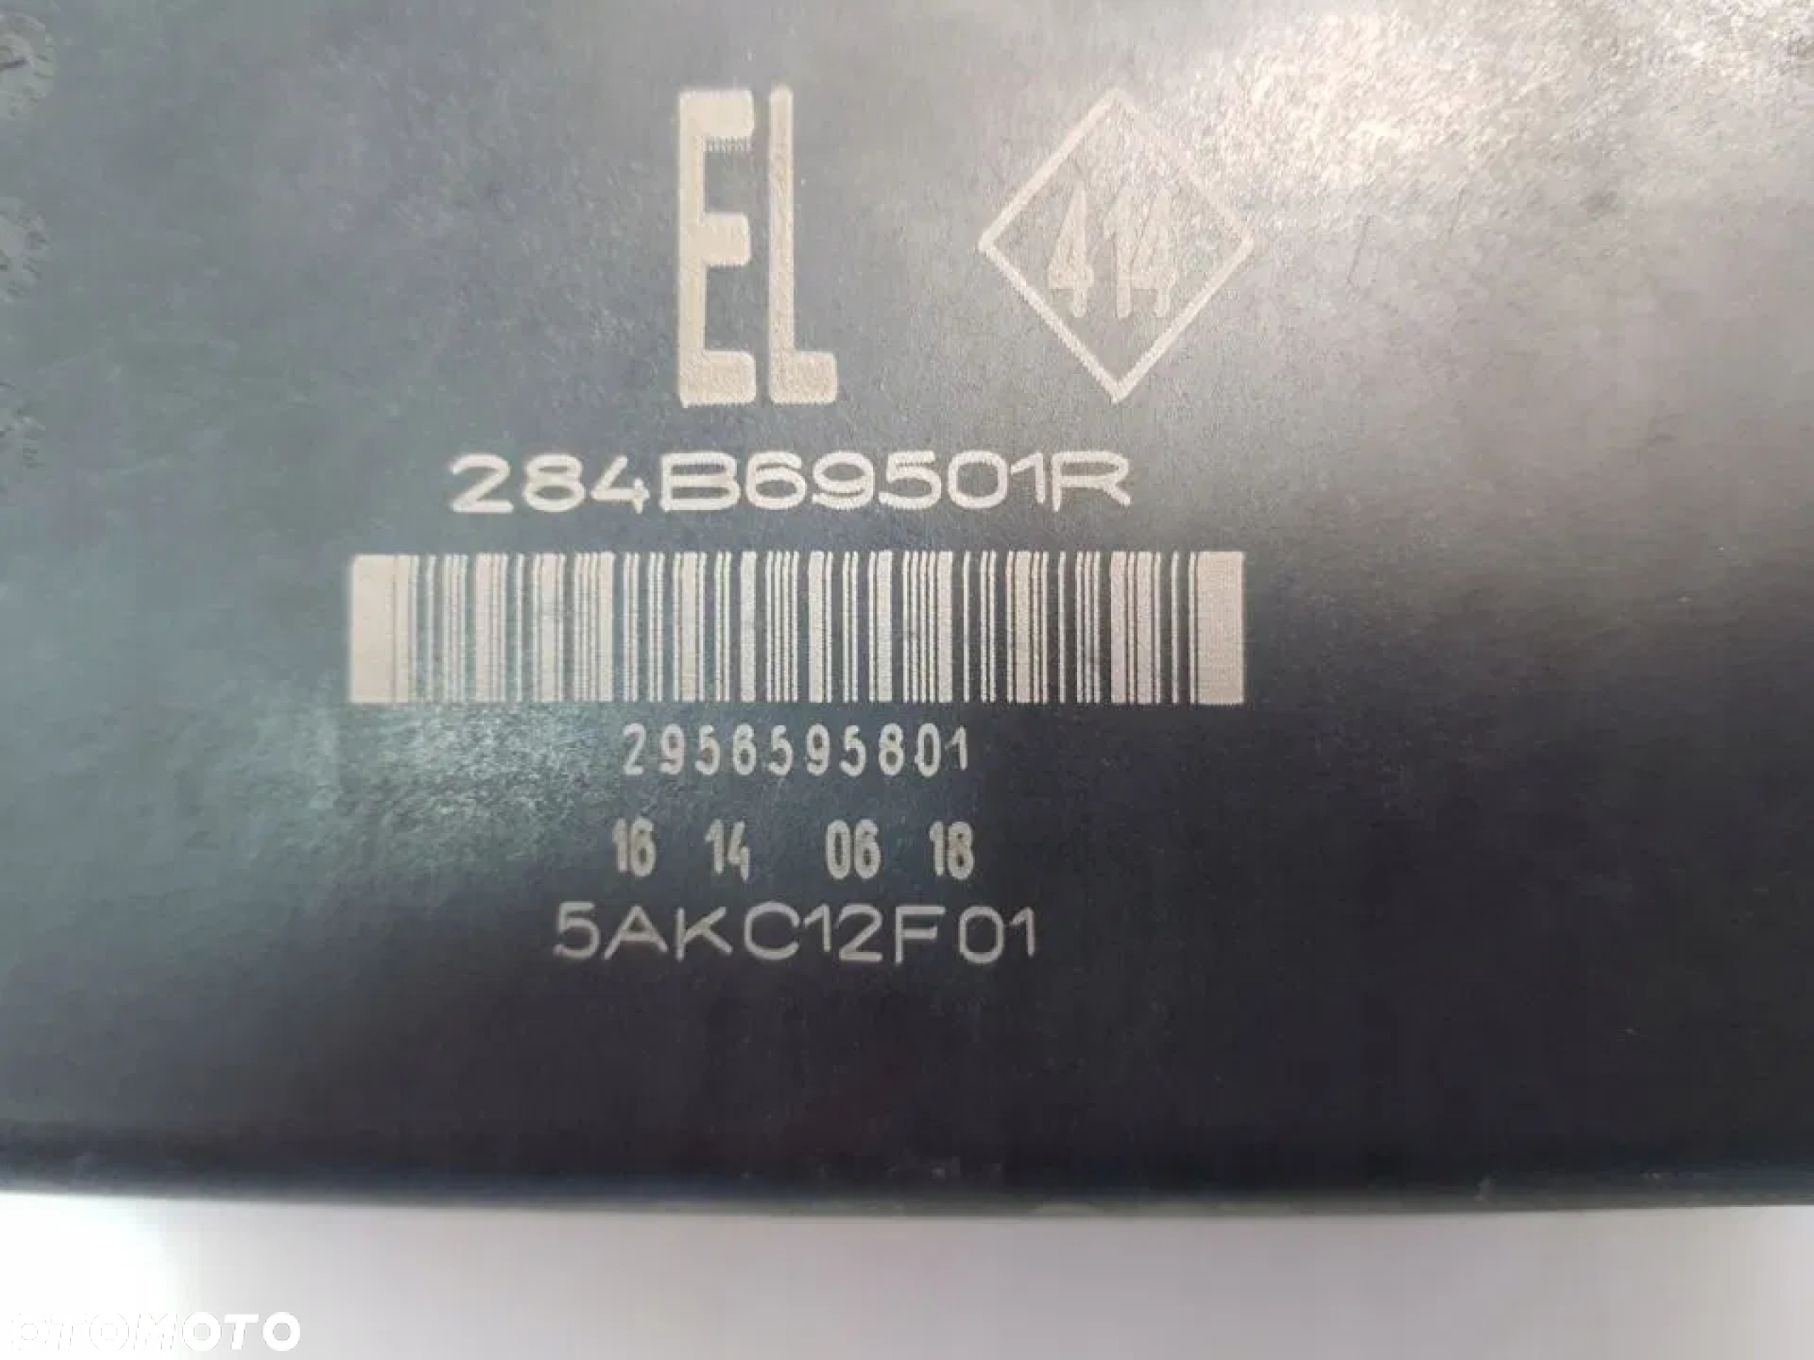 EL
414
284B69501R
2956595801
16 14 06 18
5AKC12F01
OTOMOTO